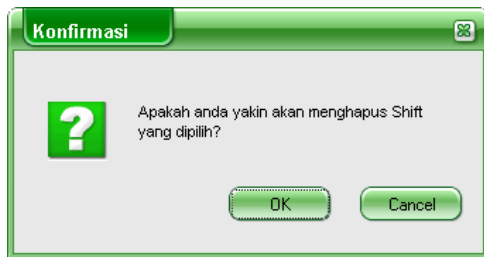 Konfirmasi
Apakah anda yakin akan menghapus Shift
yang dipilih?
OK Cancel